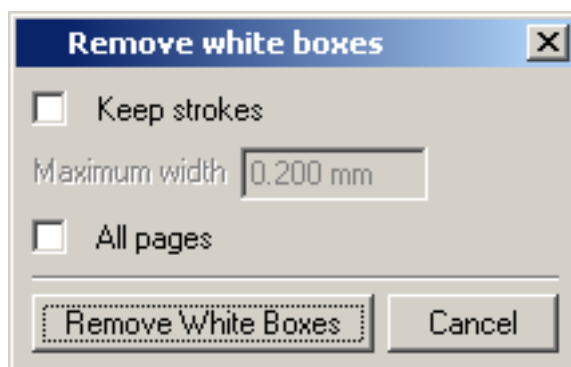 Remove white boxes
Keep strokes
Maximum width 0.200 mm
All pages
Remove White Boxes Cancel